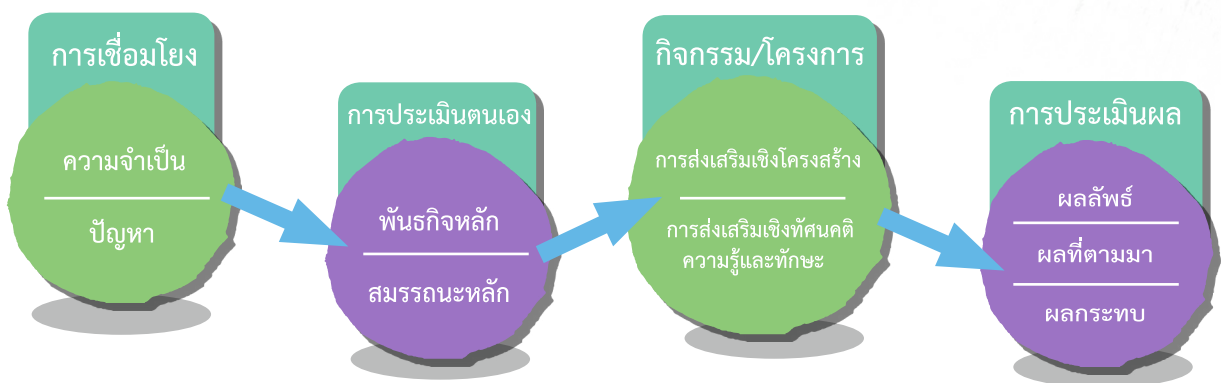 การเชื่อมโยง
ความจำเป็น
ปัญหา
การประเมินตนเอง
พันธกิจหลัก
สมรรถนะหลัก
กิจกรรม/โครงการ
การส่งเสริมเชิงโครงสร้าง
การส่งเสริมเชิงทัศนคติ
ความรู้และทักษะ
การประเมินผล
ผลลัพธ์
ผลที่ตามมา
ผลกระทบ